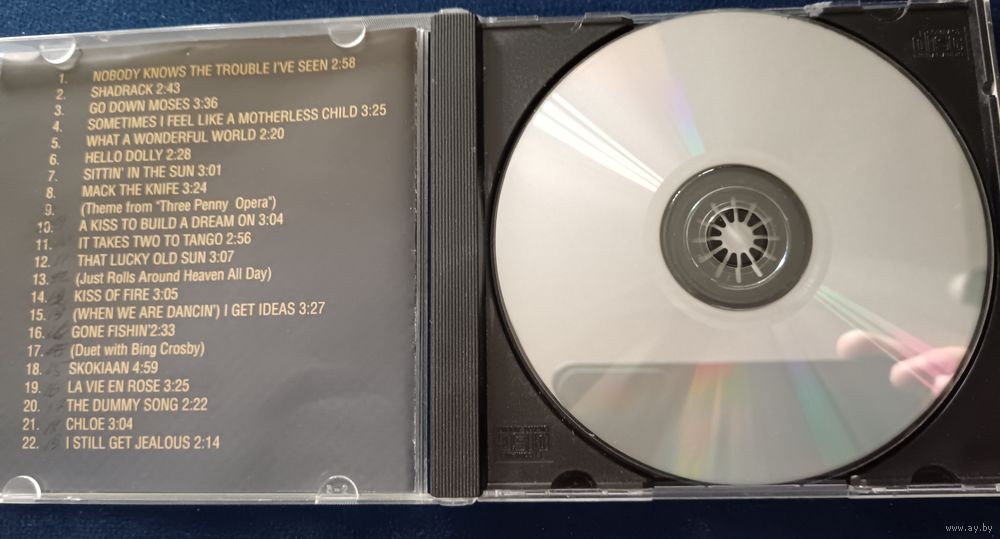 1. NOBODY KNOWS THE TROUBLE I'VE SEEN 2:58
2. SHADRACK 2:43
3. GO DOWN MOSES 3:36
4. SOMETIMES I FEEL LIKE A MOTHERLESS CHILD 3:25
5. WHAT A WONDERFUL WORLD 2:20
6. HELLO DOLLY 2:28
7. SITTIN' IN THE SUN 3:01
8. MACK THE KNIFE 3:24
9. (Theme from "Three Penny Opera")
10. A KISS TO BUILD A DREAM ON 3:04
11. IT TAKES TWO TO TANGO 2:56
12. THAT LUCKY OLD SUN 3:07
13. (Just Rolls Around Heaven All Day)
14. KISS OF FIRE 3:05
15. (WHEN WE ARE DANCIN') I GET IDEAS 3:27
16. GONE FISHIN'2:33
17. (Duet with Bing Crosby)
18. SKOKIAAN 4:59
19. LA VIE EN ROSE 3:25
20. THE DUMMY SONG 2:22
21. CHLOE 3:04
22. I STILL GET JEALOUS 2:14
www.ay.by